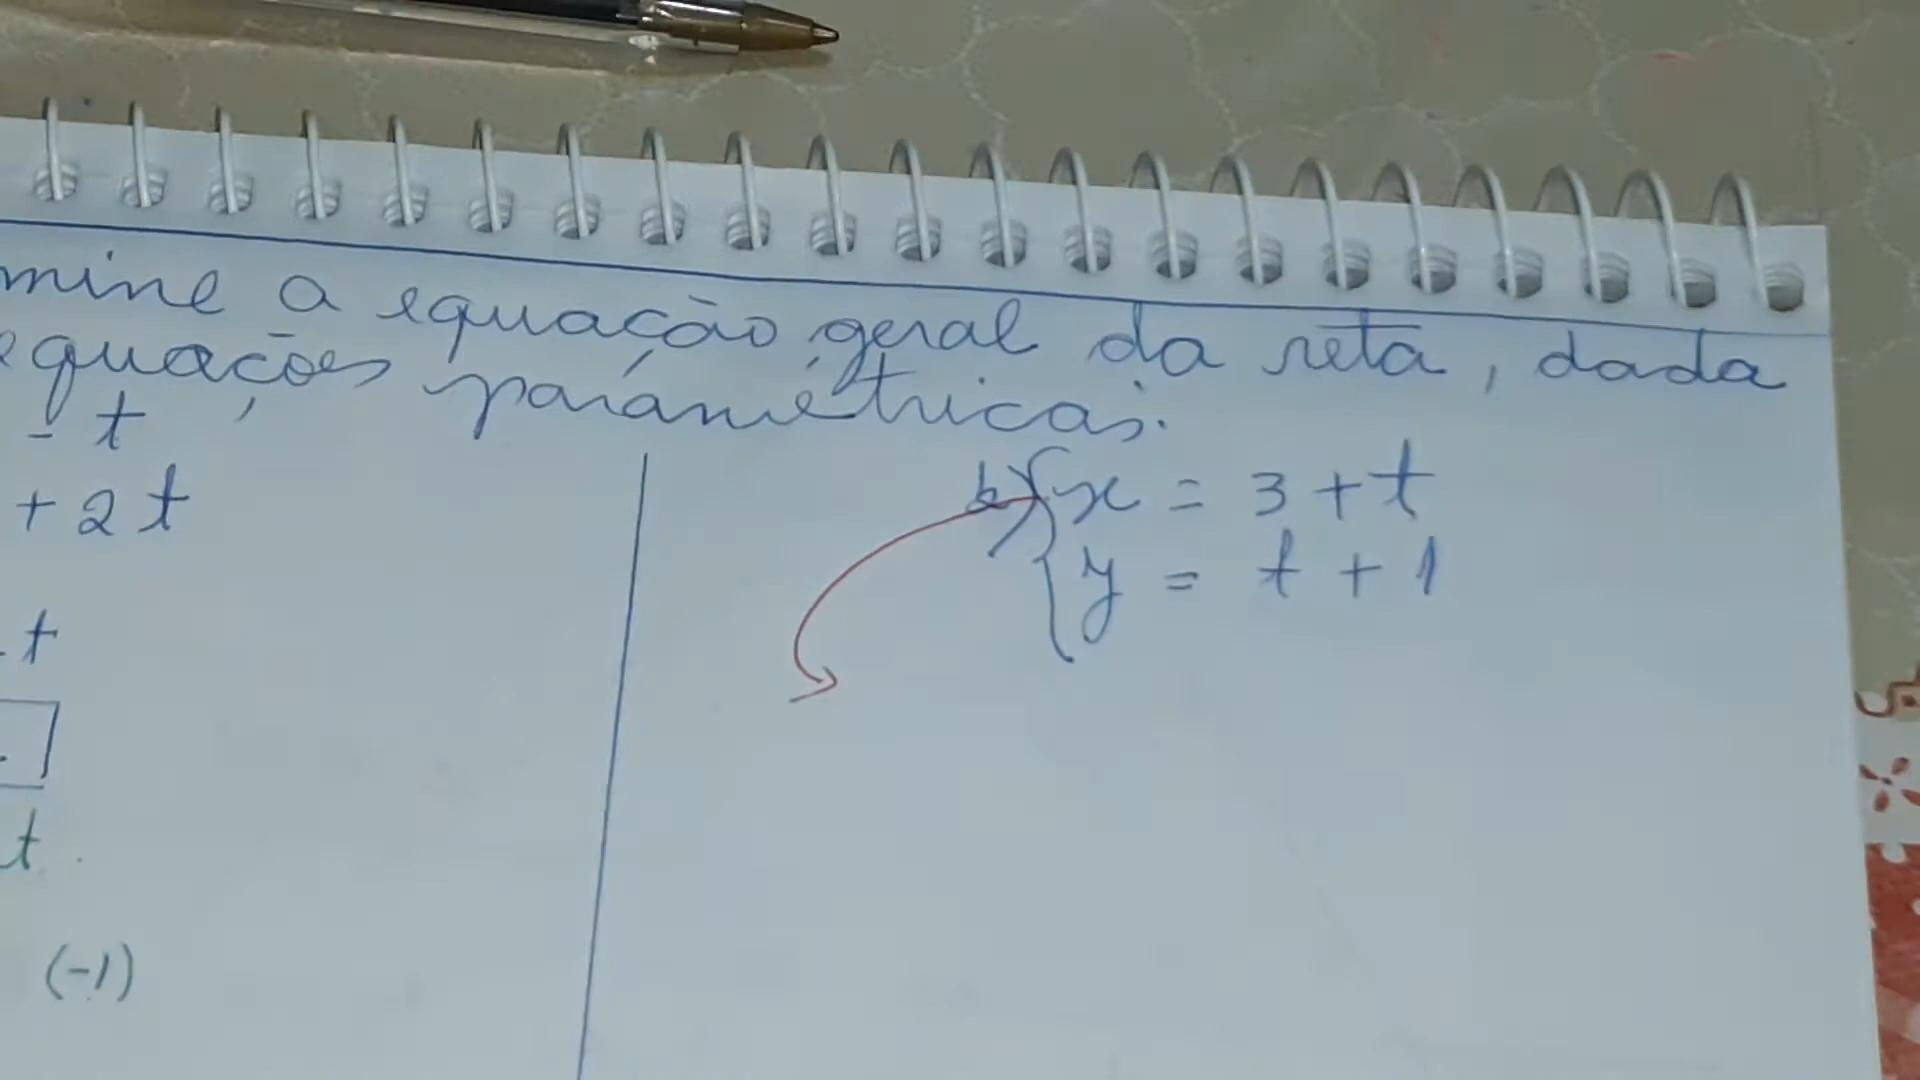 mine a equação geral da reta, dada
equações paramétricas.
- t
+ 2t
t
t
(-1)
b) { x = 3 + t
y = t + 1